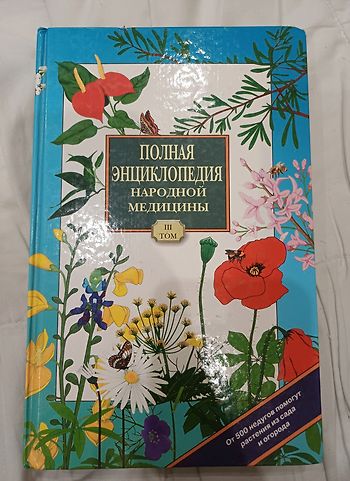 ПОЛНАЯ
ЭНЦИКЛОПЕДИЯ
НАРОДНОЙ
МЕДИЦИНЫ
III
ТОМ
От 500 недугов помогут
растения из сада
и огорода